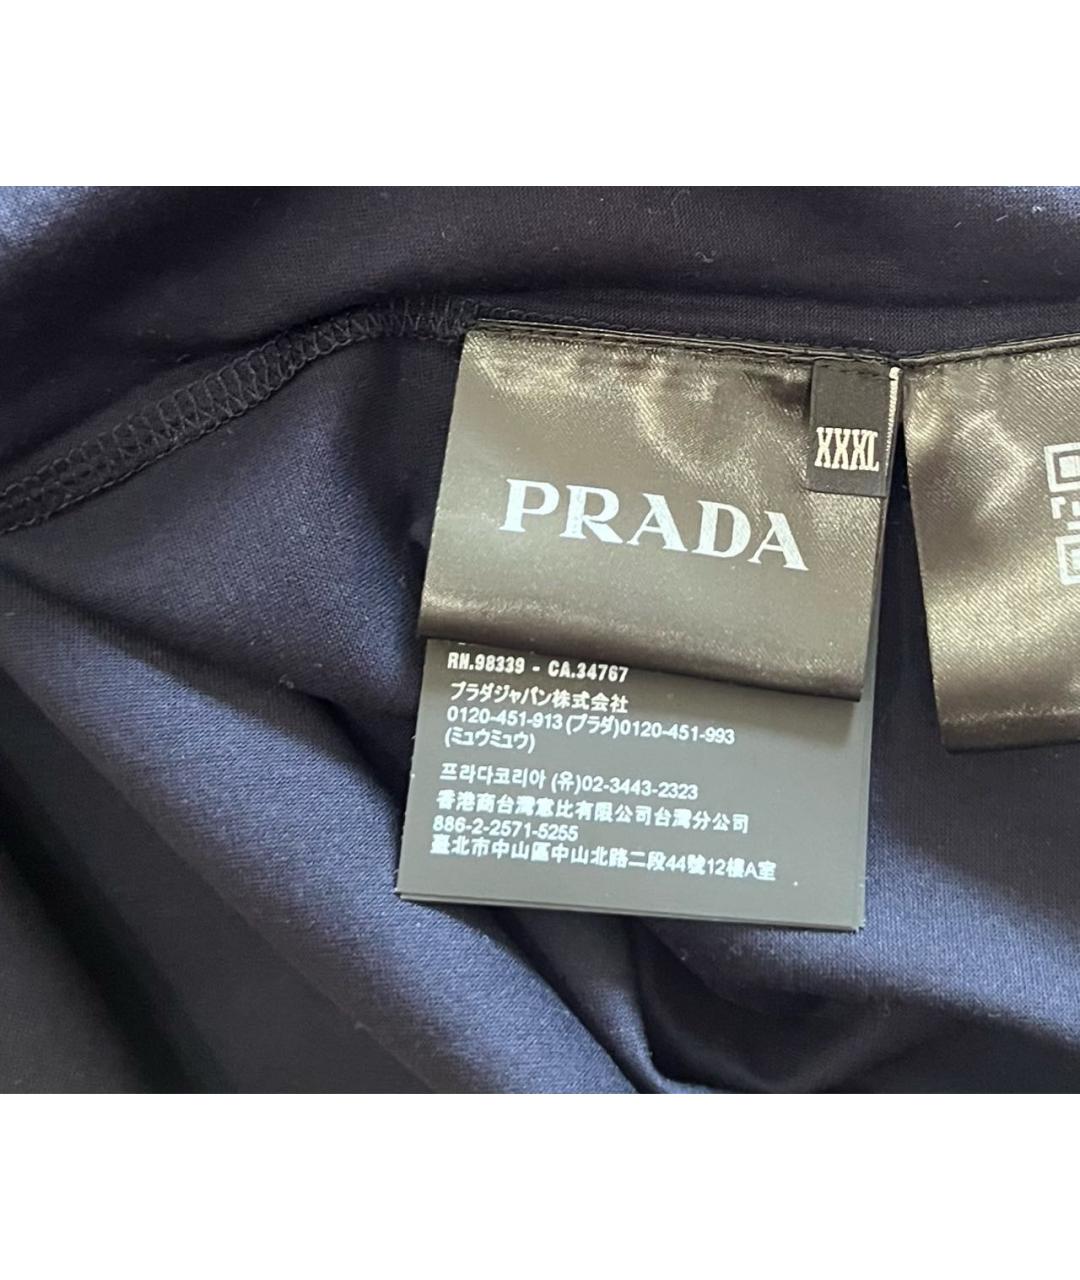 XXXL
PRADA
RN.98339 - CA.34767
プラダジャパン株式会社
0120-451-913 (プラダ)0120-451-993
(ミュウミュウ)
프라다코리아 (유)02-3443-2323
香港商台灣意比有限公司台灣分公司
886-2-2571-5255
臺北市中山區中山北路二段44號12樓A室